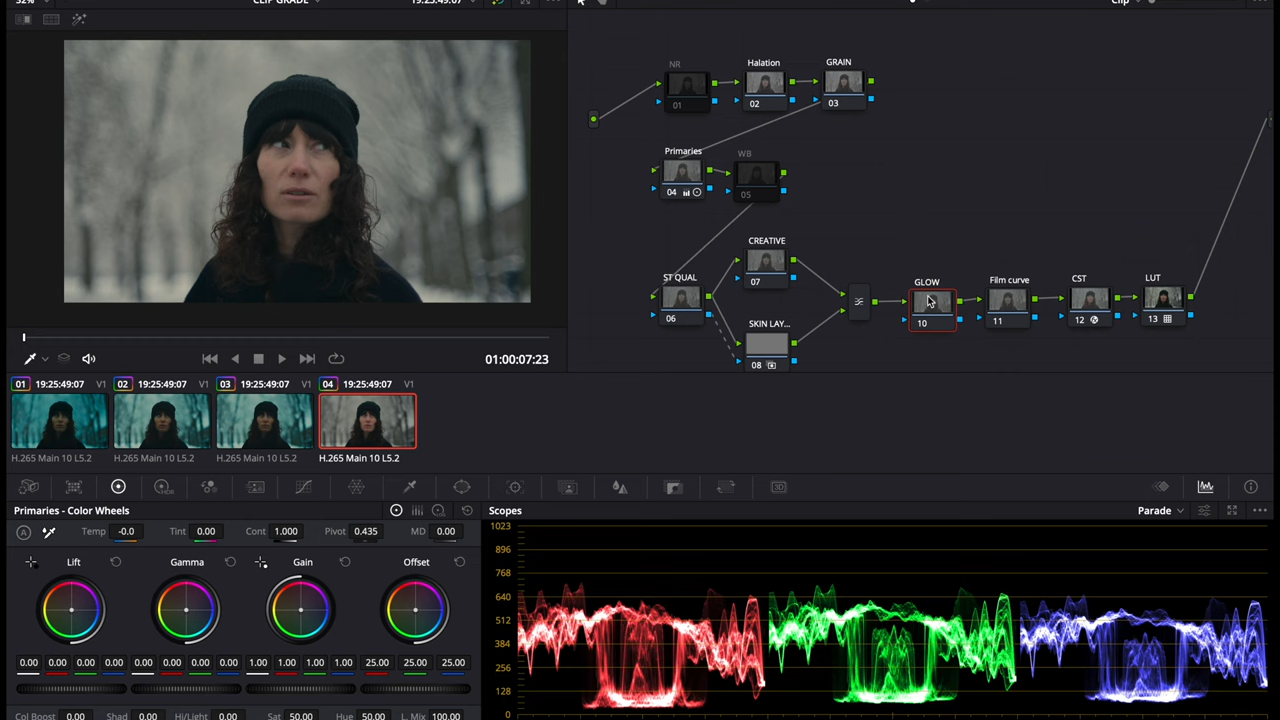 32%
CLIP GRADE
19:25:49:07
Clip
NR
01
Halation
02
GRAIN
03
Primaries
04
WB
05
ST QUAL
06
CREATIVE
07
SKIN LAY...
08
GLOW
10
Film curve
11
CST
12
LUT
13
01:00:07:23
01 19:25:49:07 V1
02 19:25:49:07 V1
03 19:25:49:07 V1
04 19:25:49:07 V1
H.265 Main 10 L5.2
H.265 Main 10 L5.2
H.265 Main 10 L5.2
H.265 Main 10 L5.2
HDR
3D
Primaries - Color Wheels
A Temp -0.0 Tint 0.00 Cont 1.000 Pivot 0.435 MD 0.00
Lift Gamma Gain Offset
0.00 0.00 0.00 0.00 0.00 0.00 0.00 0.00 1.00 1.00 1.00 1.00 25.00 25.00 25.00
Col Boost 0.00 Shad 0.00 Hi/Light 0.00 Sat 50.00 Hue 50.00 L. Mix 100.00
Scopes
Parade
1023
896
768
640
512
384
256
128
0